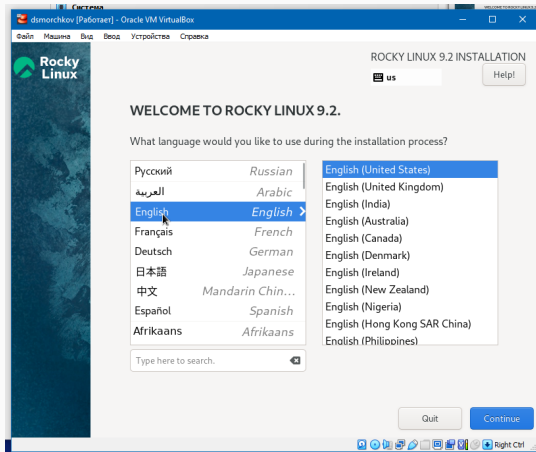 Система
dsmorchkov [Работает] - Oracle VM VirtualBox
Файл Машина Вид Ввод Устройства Справка
Rocky
Linux
ROCKY LINUX 9.2 INSTALLATION
us
Help!
WELCOME TO ROCKY LINUX 9.2.
What language would you like to use during the installation process?
Русский Russian
العربية Arabic
English English
Français French
Deutsch German
日本語 Japanese
中文 Mandarin Chin...
Español Spanish
Afrikaans Afrikaans
Type here to search.
English (United States)
English (United Kingdom)
English (India)
English (Australia)
English (Canada)
English (Denmark)
English (Ireland)
English (New Zealand)
English (Nigeria)
English (Hong Kong SAR China)
English (Philippines)
Quit
Continue
Right Ctrl